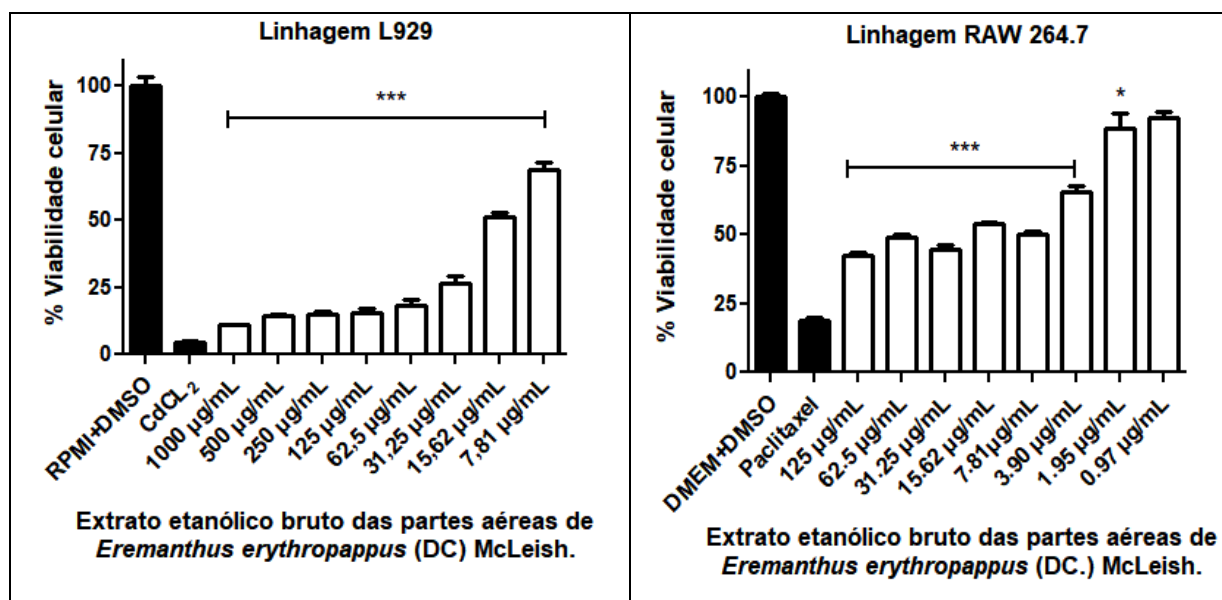 Linhagem L929
% Viabilidade celular
100
75
50
25
0
***
RPMI+DMSO
CdCL2
1000 µg/mL
500 µg/mL
250 µg/mL
125 µg/mL
62,5 µg/mL
31,25 µg/mL
15,62 µg/mL
7,81 µg/mL
Extrato etanólico bruto das partes aéreas de
Eremanthus erythropappus (DC) McLeish.
Linhagem RAW 264.7
% Viabilidade celular
100
75
50
25
0
***
*
DMEM+DMSO
Paclitaxel
125 µg/mL
62.5 µg/mL
31.25 µg/mL
15.62 µg/mL
7.81µg/mL
3.90 µg/mL
1.95 µg/mL
0.97 µg/mL
Extrato etanólico bruto das partes aéreas de
Eremanthus erythropappus (DC.) McLeish.